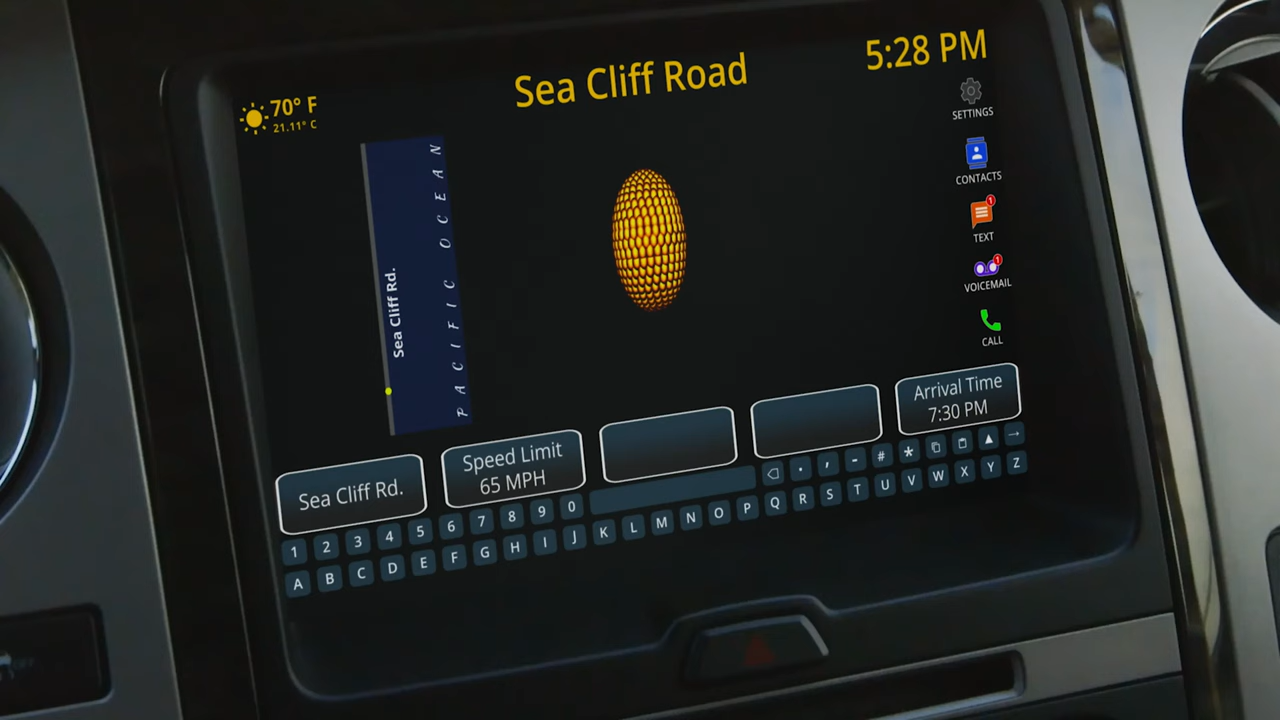 70° F
21.11° C
Sea Cliff Road
5:28 PM
SETTINGS
CONTACTS
1
TEXT
1
VOICEMAIL
CALL
Sea Cliff Rd.
PACIFIC OCEAN
Sea Cliff Rd.
Speed Limit
65 MPH
Arrival Time
7:30 PM
1 2 3 4 5 6 7 8 9 0 . , - # * ▲ →
A B C D E F G H I J K L M N O P Q R S T U V W X Y Z